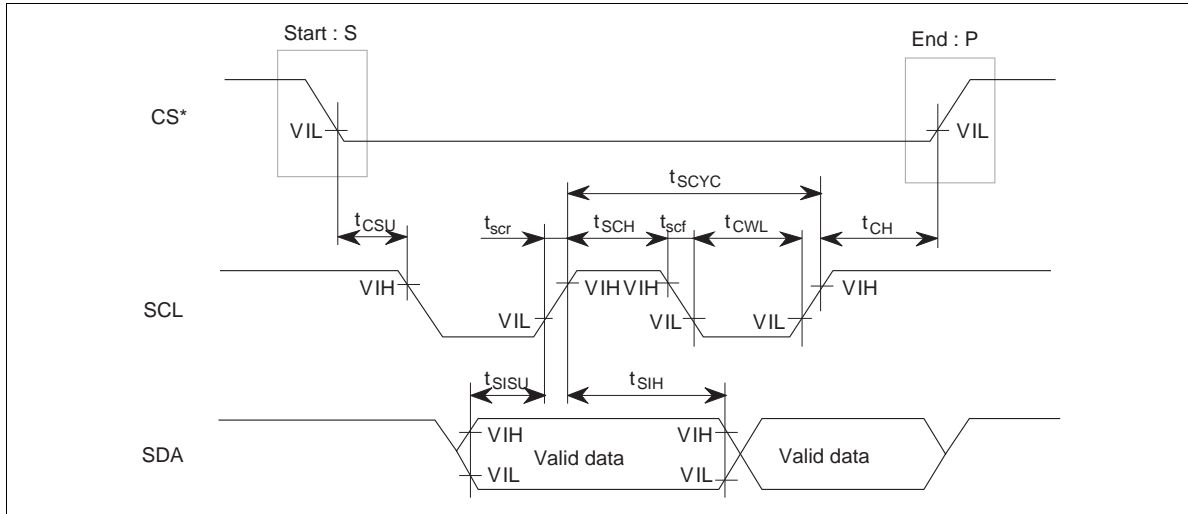 Start : S
End : P
CS*
VIL
VIL
tSCYC
tCSU
tscr
tSCH
tscf
tCWL
tCH
SCL
VIH
VIH VIH
VIH
VIL
VIL
VIL
tSISU
tSIH
SDA
VIH
VIH
Valid data
Valid data
VIL
VIL